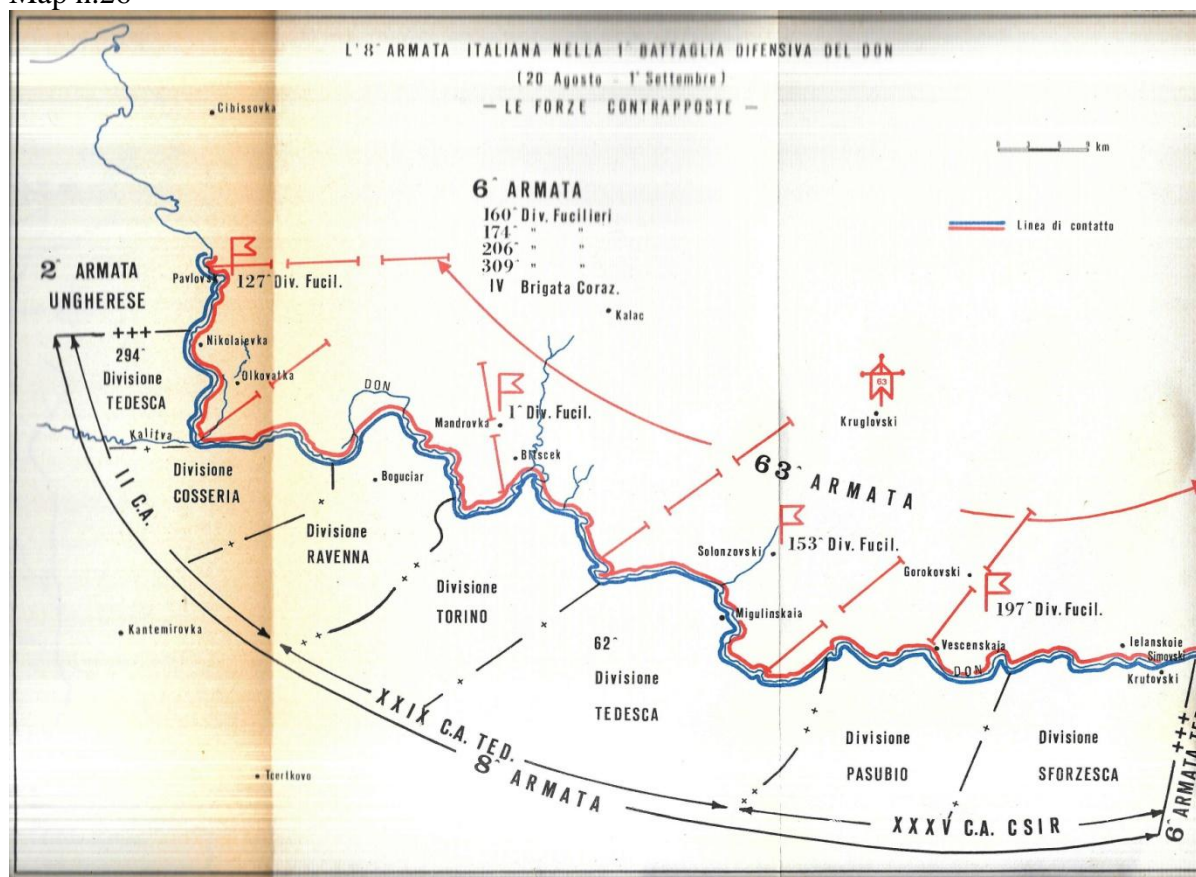 Map n.28
L'8ª ARMATA ITALIANA NELLA 1ª BATTAGLIA DIFENSIVA DEL DON
(20 Agosto - 1° Settembre)
— LE FORZE CONTRAPPOSTE —
Cibissovka
km
6ª ARMATA
160ª Div. Fucilieri
174ª " "
206ª " "
309ª " "
IV Brigata Coraz.
Linea di contatto
2ª ARMATA
UNGHERESE
Pavlovs
127ª Div. Fucil.
Kalac
+++
294ª
Divisione
TEDESCA
Nikolaievka
Olkovatka
63
Kruglovski
DON
Mandrovka
1ª Div. Fucil.
Kalitva
63ª ARMATA
II C.A.
Divisione
COSSERIA
Boguciar
Divisione
RAVENNA
Solonzovski
153ª Div. Fucil.
Gorokovski
197ª Div. Fucil.
Divisione
TORINO
Migulinskaia
Kantemirovka
62ª
Divisione
TEDESCA
Vescenskaja
DON
Ielanskoie
Simovski
Krutovski
XXIX C.A. TED.
8ª ARMATA
Tcertkovo
Divisione
PASUBIO
Divisione
SFORZESCA
XXXV C.A. CSIR
++++
6ª ARMATA